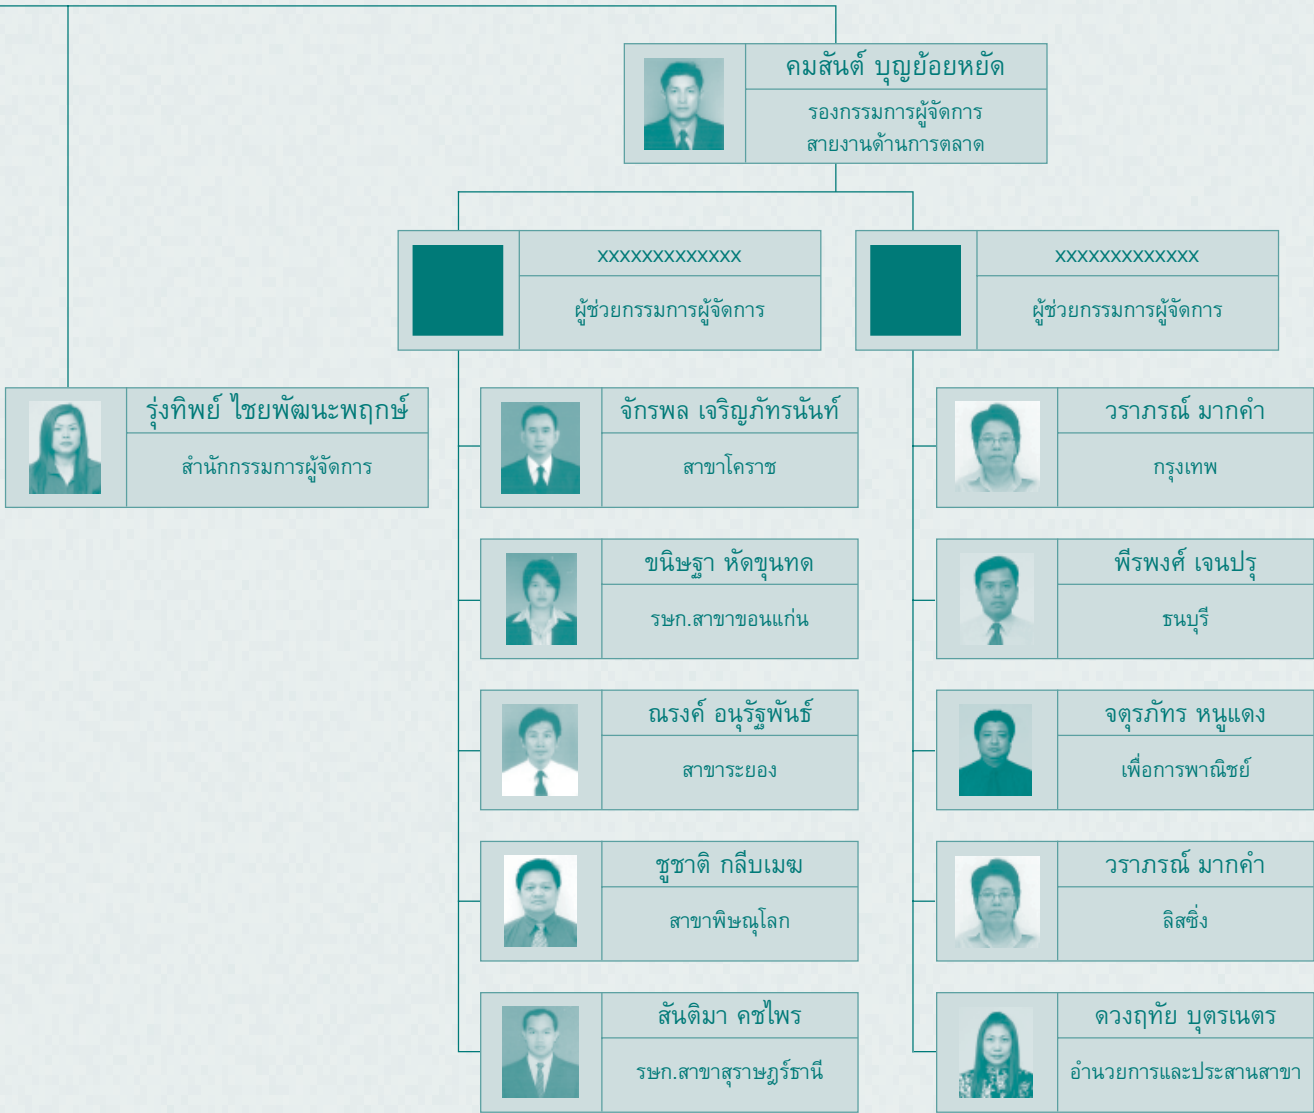 คมสันต์ บุญย้อยหยัด
รองกรรมการผู้จัดการ
สายงานด้านการตลาด
xxxxxxxxxxxxx
ผู้ช่วยกรรมการผู้จัดการ
xxxxxxxxxxxxx
ผู้ช่วยกรรมการผู้จัดการ
รุ่งทิพย์ ไชยพัฒนะพฤกษ์
สำนักกรรมการผู้จัดการ
จักรพล เจริญภัทรนันท์
สาขาโคราช
วราภรณ์ มากคำ
กรุงเทพ
ขนิษฐา หัดขุนทด
รษก.สาขาขอนแก่น
พีรพงศ์ เจนปรุ
ธนบุรี
ณรงค์ อนุรัฐพันธ์
สาขาระยอง
จตุรภัทร หนูแดง
เพื่อการพาณิชย์
ชูชาติ กลีบเมฆ
สาขาพิษณุโลก
วราภรณ์ มากคำ
ลิสซิ่ง
สันติมา คชไพร
รษก.สาขาสุราษฎร์ธานี
ดวงฤทัย บุตรเนตร
อำนวยการและประสานสาขา